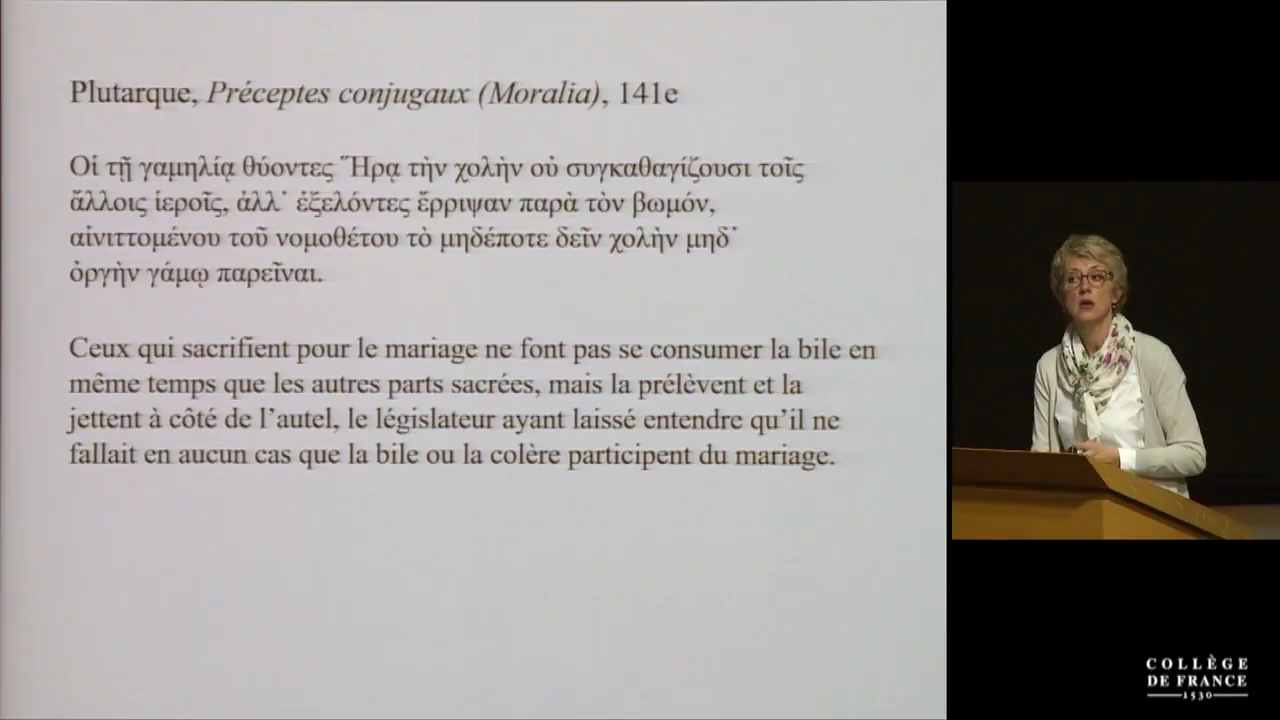 Plutarque, Préceptes conjugaux (Moralia), 141e
Οἱ τῇ γαμηλίᾳ θύοντες Ἥρᾳ τὴν χολὴν οὐ συγκαθαγίζουσι τοῖς
ἄλλοις ἱεροῖς, ἀλλ᾽ ἐξελόντες ἔρριψαν παρὰ τὸν βωμόν,
αἰνιττομένου τοῦ νομοθέτου τὸ μηδέποτε δεῖν χολὴν μηδ᾽
ὀργὴν γάμῳ παρεῖναι.
Ceux qui sacrifient pour le mariage ne font pas se consumer la bile en
même temps que les autres parts sacrées, mais la prélèvent et la
jettent à côté de l’autel, le législateur ayant laissé entendre qu’il ne
fallait en aucun cas que la bile ou la colère participent du mariage.
COLLÈGE
DE FRANCE
1530